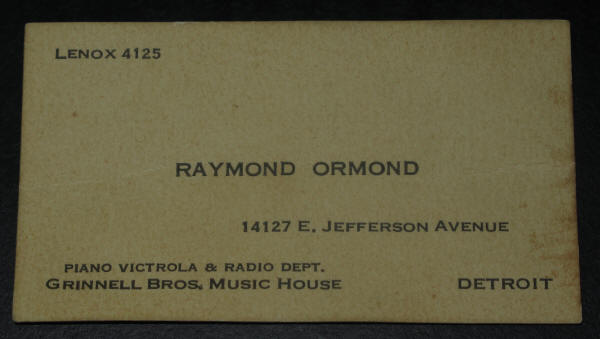 Lenox 4125
RAYMOND ORMOND
14127 E. Jefferson Avenue
PIANO VICTROLA & RADIO DEPT.
Grinnell Bros. Music House DETROIT